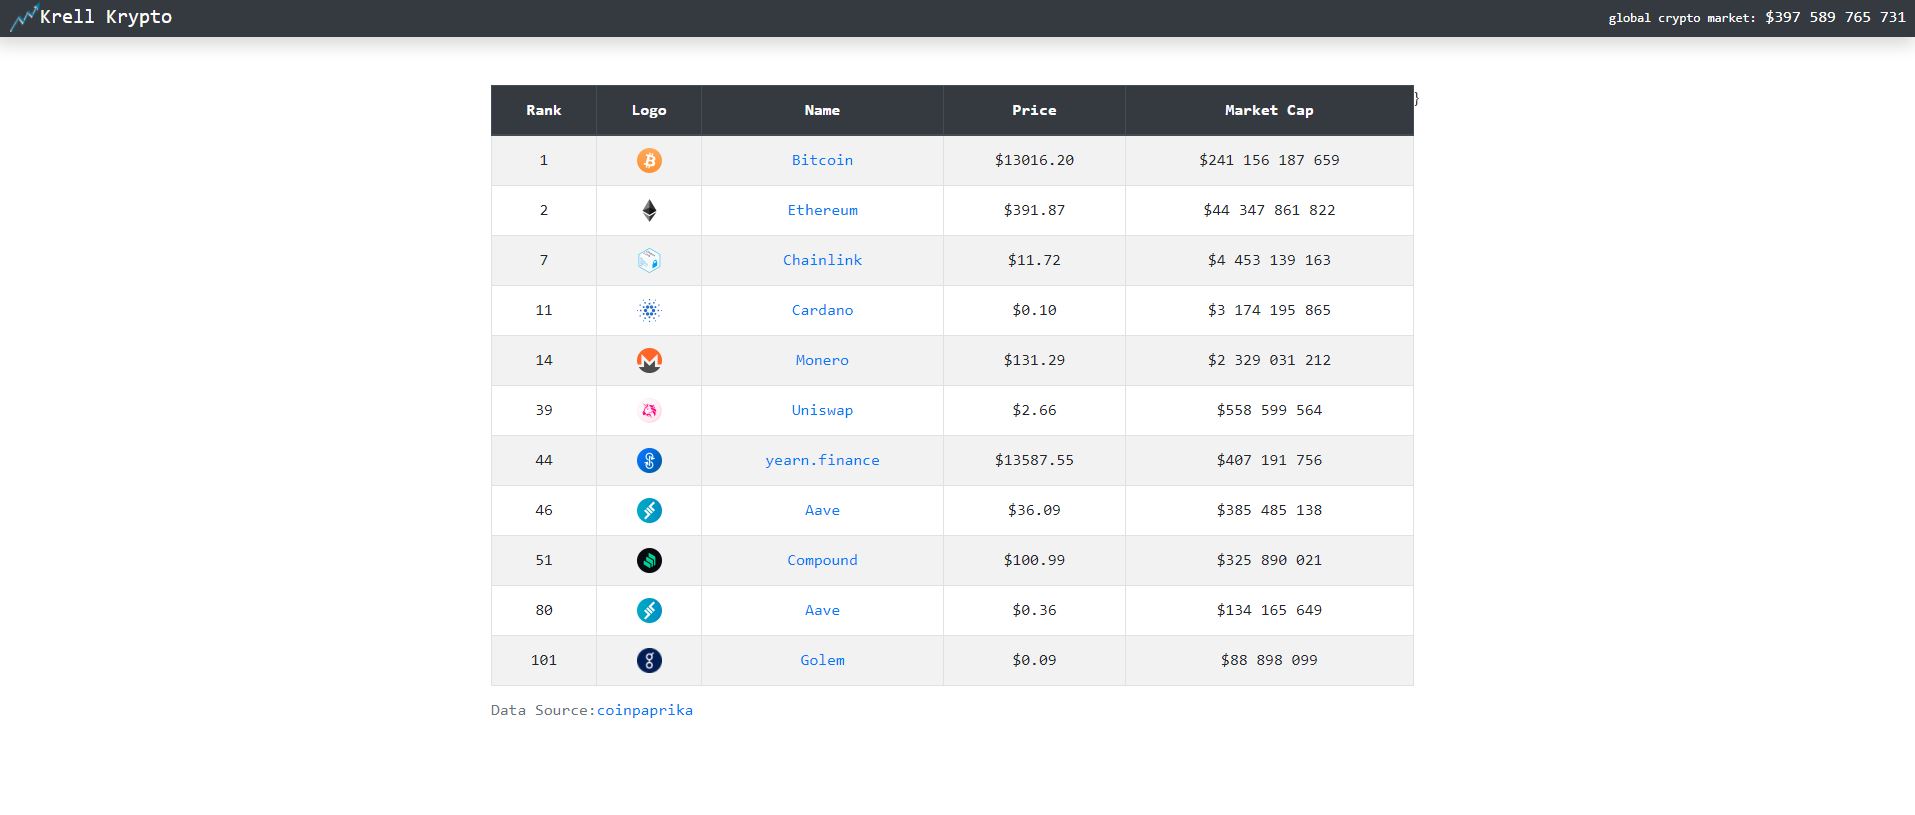 Krell Krypto global crypto market: $397 589 765 731
Rank Logo Name Price Market Cap }
1 Bitcoin $13016.20 $241 156 187 659
2 Ethereum $391.87 $44 347 861 822
7 Chainlink $11.72 $4 453 139 163
11 Cardano $0.10 $3 174 195 865
14 Monero $131.29 $2 329 031 212
39 Uniswap $2.66 $558 599 564
44 yearn.finance $13587.55 $407 191 756
46 Aave $36.09 $385 485 138
51 Compound $100.99 $325 890 021
80 Aave $0.36 $134 165 649
101 Golem $0.09 $88 898 099
Data Source:coinpaprika